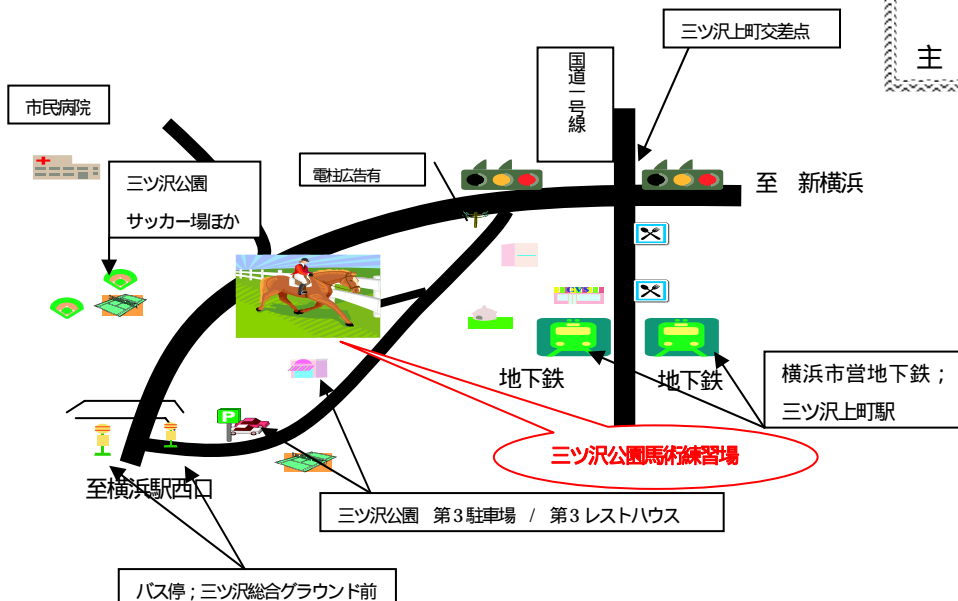 三ツ沢上町交差点
主
国道一号線
市民病院
電柱広告有
三ツ沢公園
サッカー場ほか
至 新横浜
CVS
地下鉄
地下鉄
横浜市営地下鉄；
三ツ沢上町駅
P
三ツ沢公園馬術練習場
至横浜駅西口
三ツ沢公園 第3駐車場 / 第3レストハウス
バス停；三ツ沢総合グラウンド前